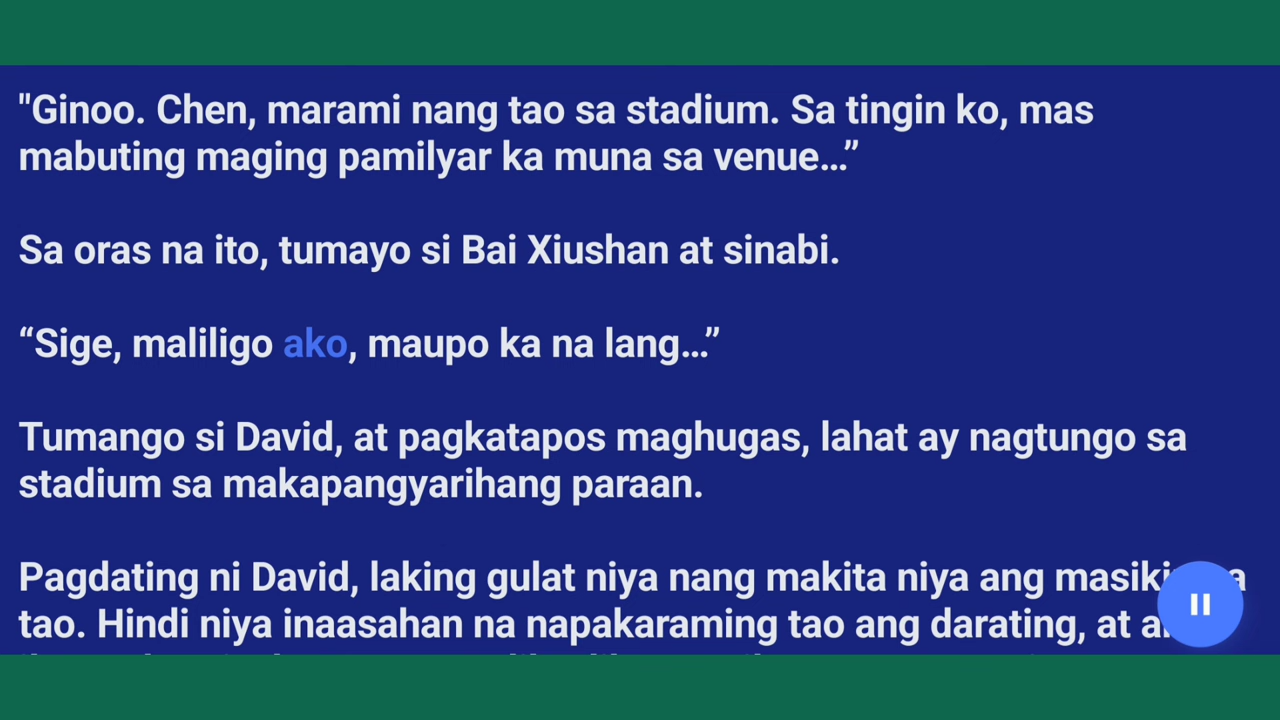 "Ginoo. Chen, marami nang tao sa stadium. Sa tingin ko, mas
mabuting maging pamilyar ka muna sa venue…”
Sa oras na ito, tumayo si Bai Xiushan at sinabi.
“Sige, maliligo ako, maupo ka na lang…”
Tumango si David, at pagkatapos maghugas, lahat ay nagtungo sa
stadium sa makapangyarihang paraan.
Pagdating ni David, laking gulat niya nang makita niya ang
tao. Hindi niya inaasahan na napakaraming tao ang darating, at